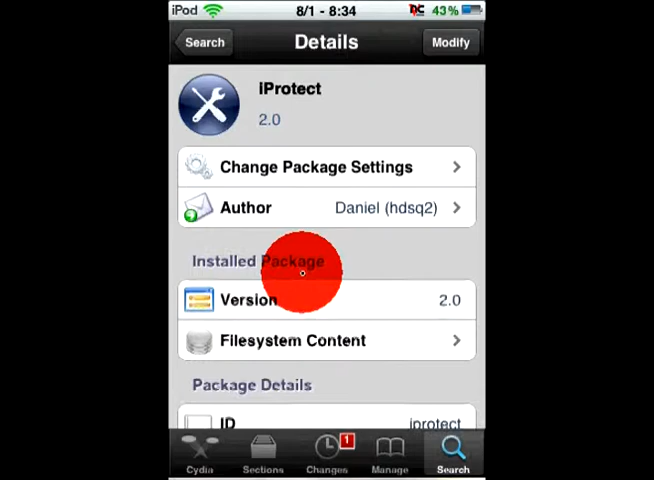 iPod 8/1 - 8:34 43%
Search Details Modify
iProtect
2.0
Change Package Settings
Author Daniel (hdsq2)
Installed Package
Version 2.0
Filesystem Content
Package Details
ID iprotect
1
Cydia Sections Changes Manage Search